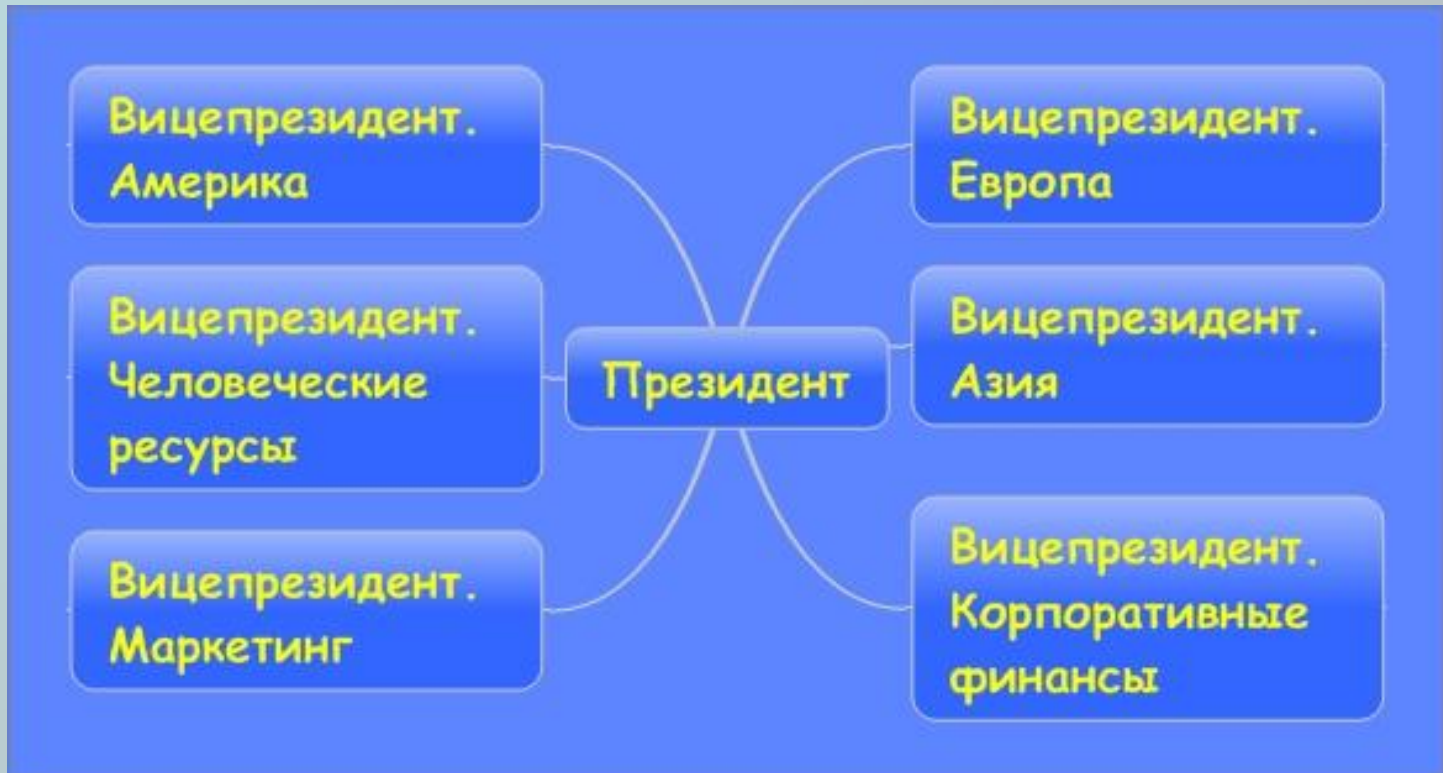 Вицепрезидент.
Америка
Вицепрезидент.
Человеческие
ресурсы
Вицепрезидент.
Маркетинг
Президент
Вицепрезидент.
Европа
Вицепрезидент.
Азия
Вицепрезидент.
Корпоративные
финансы